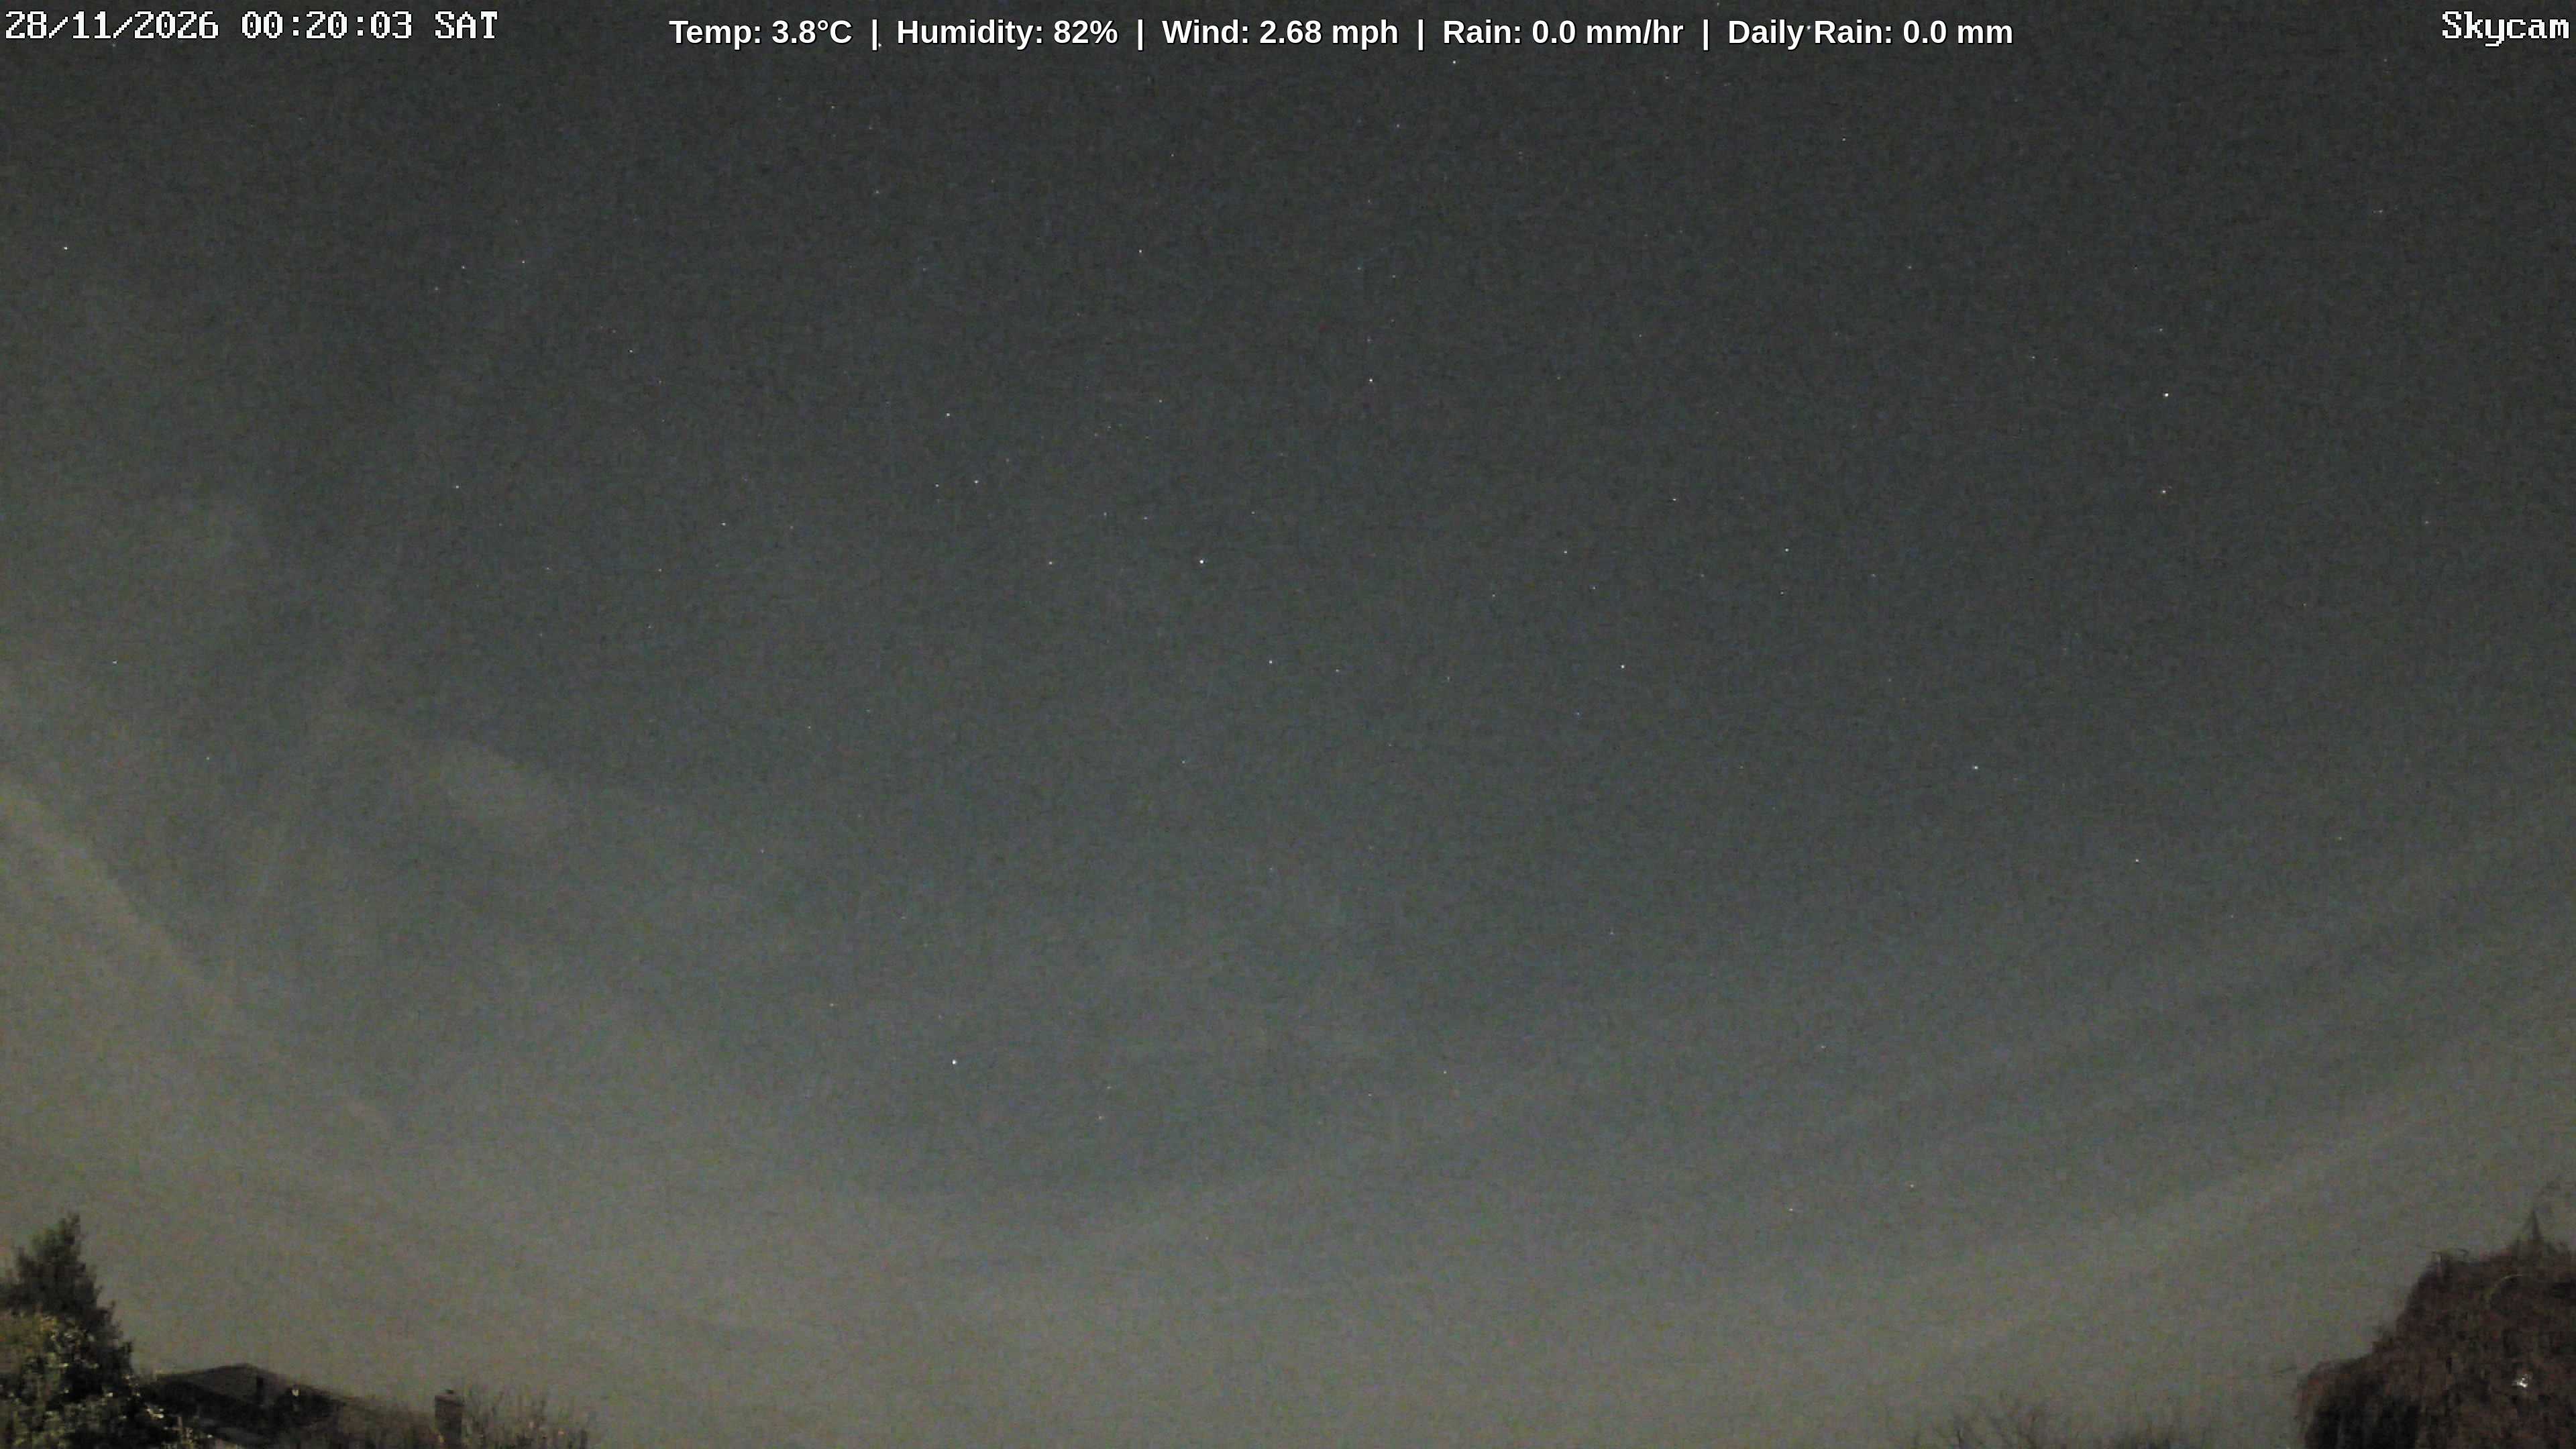 28/11/2026 00:20:03 SAT
Temp: 3.8°C | Humidity: 82% | Wind: 2.68 mph | Rain: 0.0 mm/hr | Daily Rain: 0.0 mm
Skycam